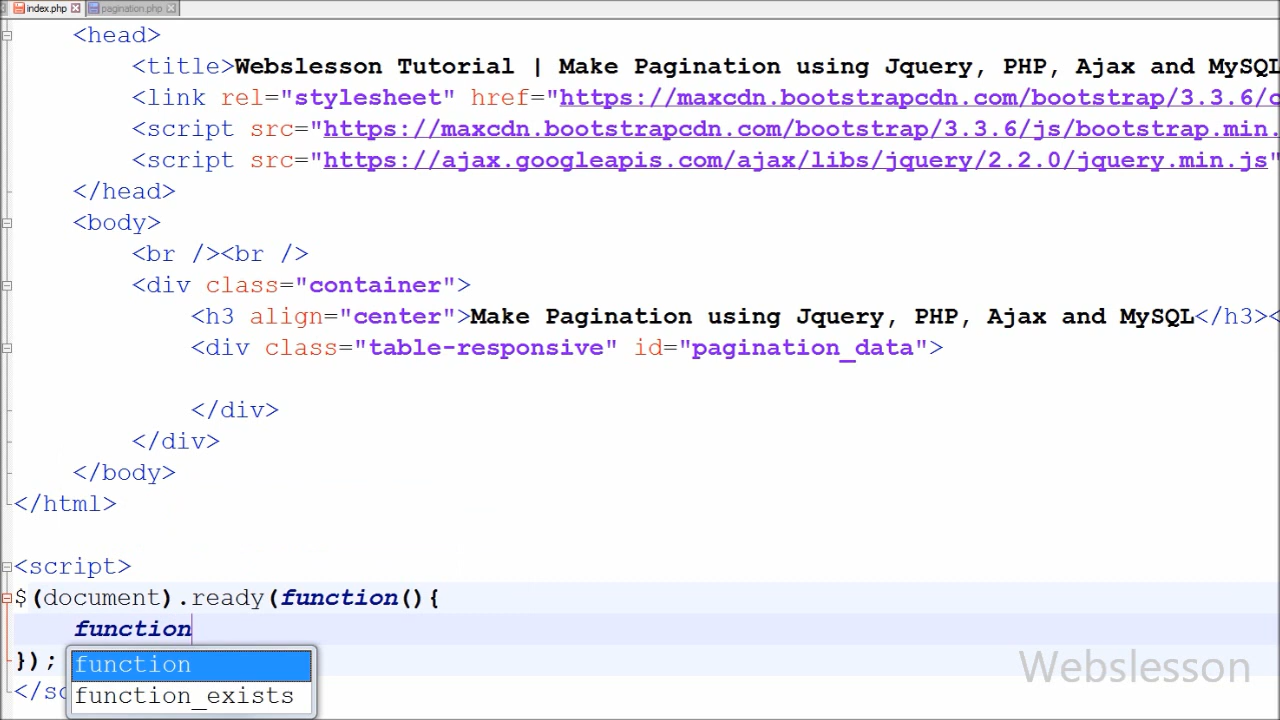 index.php pagination.php
<head>
<title>Webslesson Tutorial | Make Pagination using Jquery, PHP, Ajax and MySQL
<link rel="stylesheet" href="https://maxcdn.bootstrapcdn.com/bootstrap/3.3.6/c
<script src="https://maxcdn.bootstrapcdn.com/bootstrap/3.3.6/js/bootstrap.min.
<script src="https://ajax.googleapis.com/ajax/libs/jquery/2.2.0/jquery.min.js"
</head>
<body>
<br /><br />
<div class="container">
<h3 align="center">Make Pagination using Jquery, PHP, Ajax and MySQL</h3><
<div class="table-responsive" id="pagination_data">
</div>
</div>
</body>
</html>
<script>
$(document).ready(function(){
function
});
function
</sc
function_exists
Webslesson